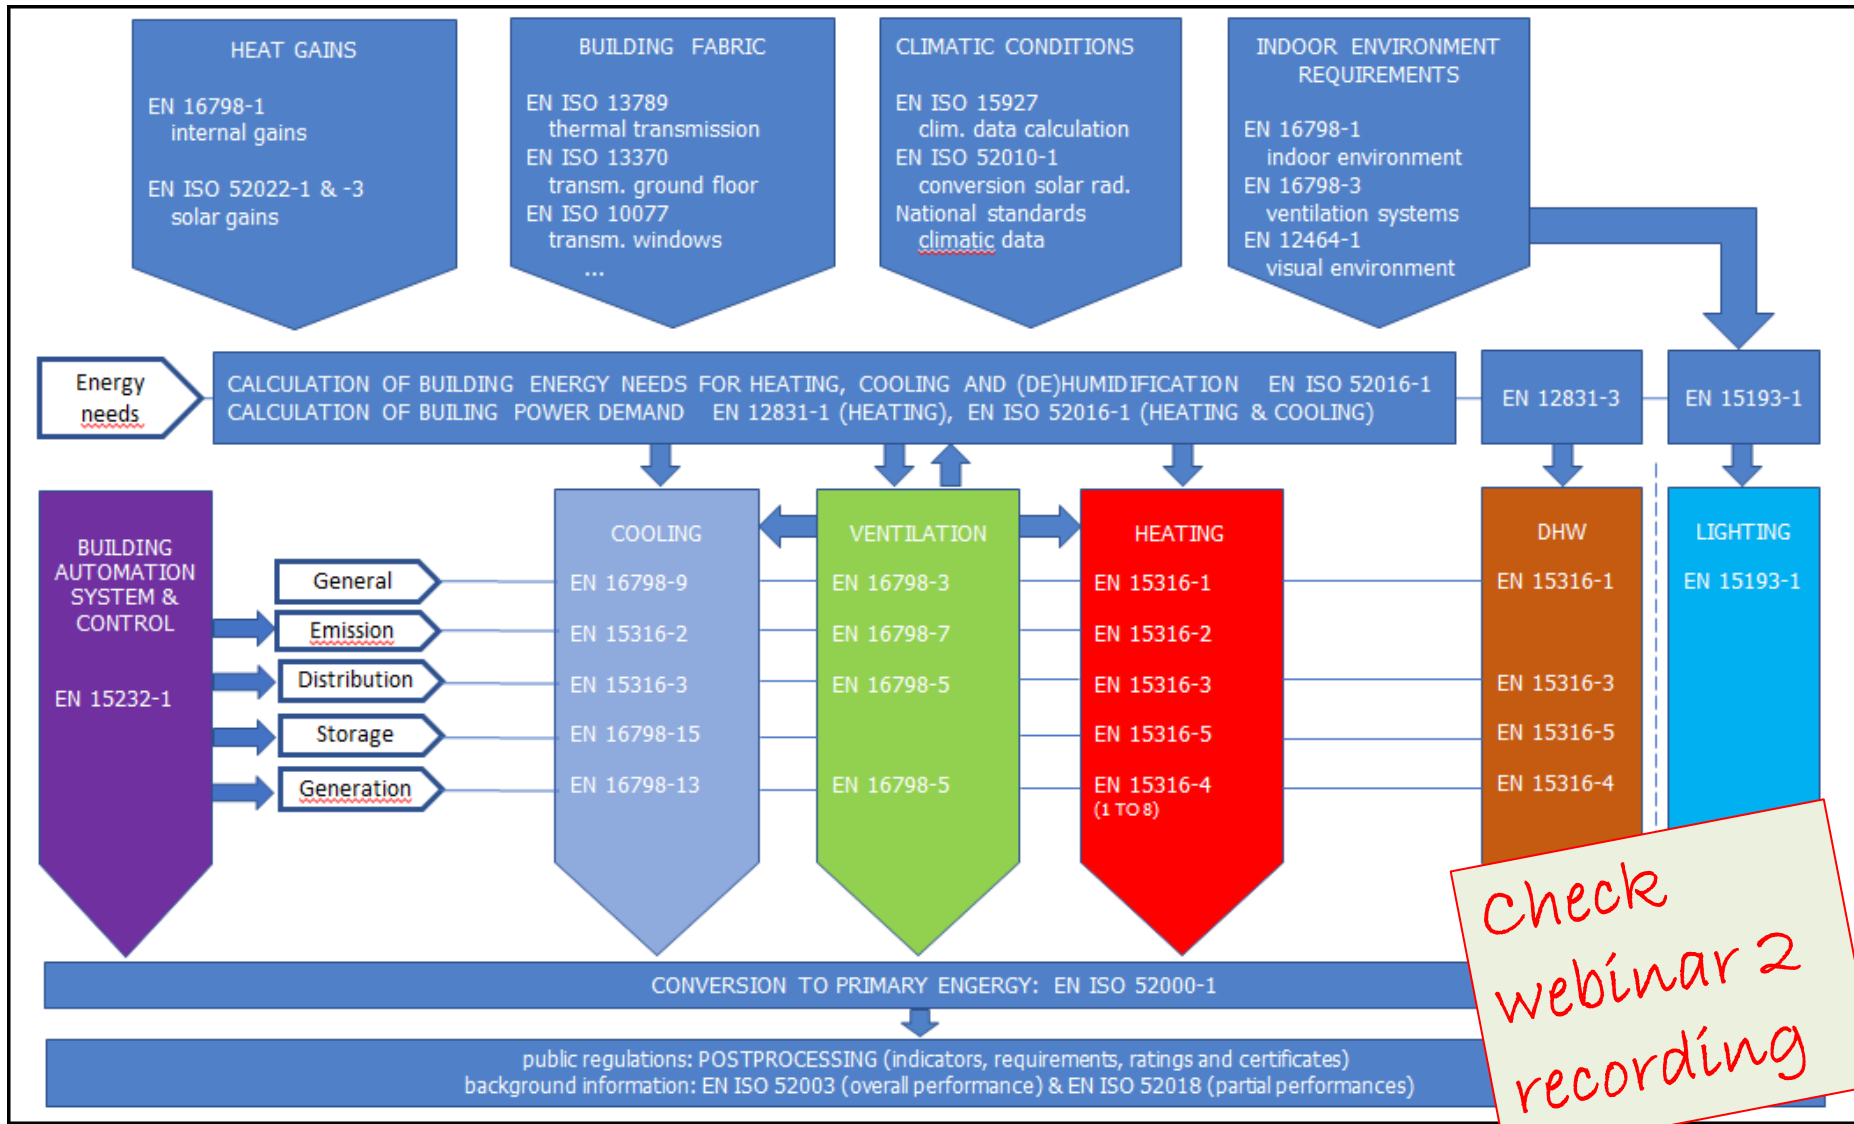 HEAT GAINS
EN 16798-1
internal gains
EN ISO 52022-1 & -3
solar gains
BUILDING FABRIC
EN ISO 13789
thermal transmission
EN ISO 13370
transm. ground floor
EN ISO 10077
transm. windows
...
CLIMATIC CONDITIONS
EN ISO 15927
clim. data calculation
EN ISO 52010-1
conversion solar rad.
National standards
climatic data
INDOOR ENVIRONMENT
REQUIREMENTS
EN 16798-1
indoor environment
EN 16798-3
ventilation systems
EN 12464-1
visual environment
Energy
needs
CALCULATION OF BUILDING ENERGY NEEDS FOR HEATING, COOLING AND (DE)HUMIDIFICATION EN ISO 52016-1
CALCULATION OF BUILING POWER DEMAND EN 12831-1 (HEATING), EN ISO 52016-1 (HEATING & COOLING)
EN 12831-3
EN 15193-1
BUILDING
AUTOMATION
SYSTEM &
CONTROL
EN 15232-1
General
Emission
Distribution
Storage
Generation
COOLING
EN 16798-9
EN 15316-2
EN 15316-3
EN 16798-15
EN 16798-13
VENTILATION
EN 16798-3
EN 16798-7
EN 16798-5
EN 16798-5
HEATING
EN 15316-1
EN 15316-2
EN 15316-3
EN 15316-5
EN 15316-4
(1 TO 8)
DHW
EN 15316-1
EN 15316-3
EN 15316-5
EN 15316-4
LIGHTING
EN 15193-1
CONVERSION TO PRIMARY ENGERGY: EN ISO 52000-1
public regulations: POSTPROCESSING (indicators, requirements, ratings and certificates)
background information: EN ISO 52003 (overall performance) & EN ISO 52018 (partial performances)
Check
webinar 2
recording